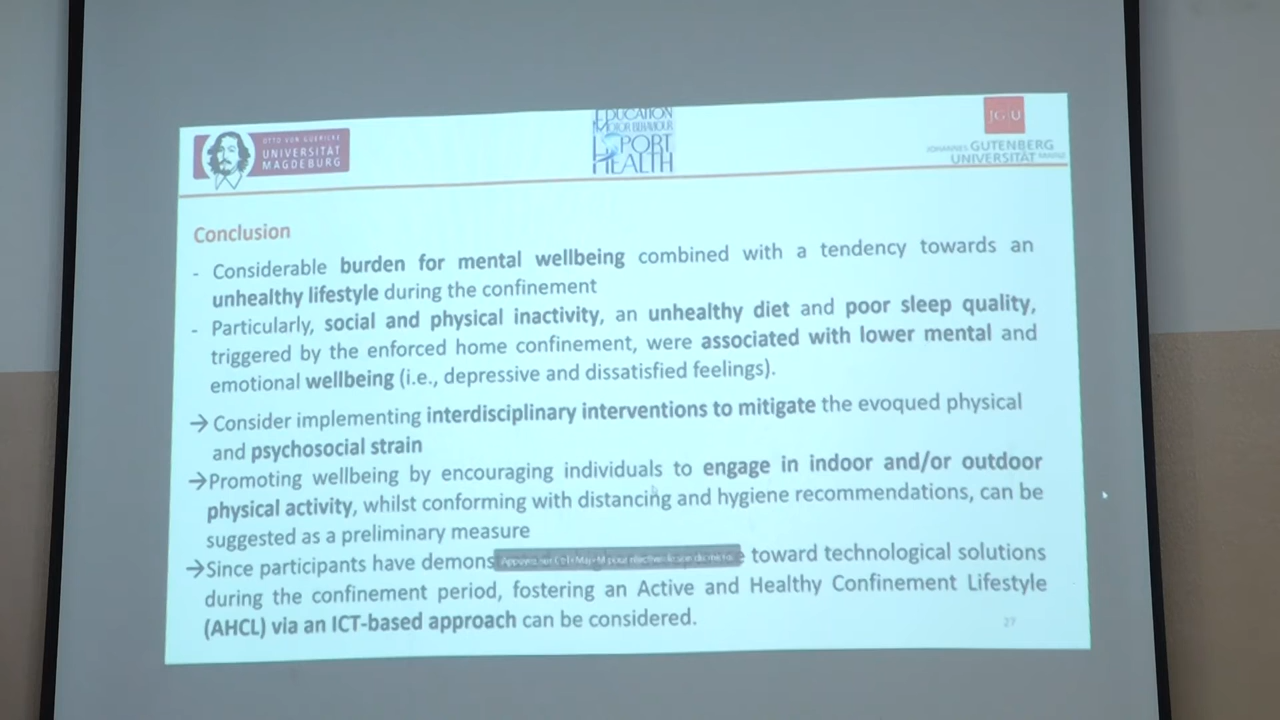 OTTO VON GUERICKE
UNIVERSITÄT
MAGDEBURG
EDUCATION
MOTOR BEHAVIOUR
SPORT
HEALTH
JGU
JOHANNES GUTENBERG
UNIVERSITÄT MAINZ
Conclusion
- Considerable burden for mental wellbeing combined with a tendency towards an
unhealthy lifestyle during the confinement
- Particularly, social and physical inactivity, an unhealthy diet and poor sleep quality,
triggered by the enforced home confinement, were associated with lower mental and
emotional wellbeing (i.e., depressive and dissatisfied feelings).
→ Consider implementing interdisciplinary interventions to mitigate the evoqued physical
and psychosocial strain
→ Promoting wellbeing by encouraging individuals to engage in indoor and/or outdoor
physical activity, whilst conforming with distancing and hygiene recommendations, can be
suggested as a preliminary measure
→ Since participants have demons toward technological solutions
during the confinement period, fostering an Active and Healthy Confinement Lifestyle
(AHCL) via an ICT-based approach can be considered.
27